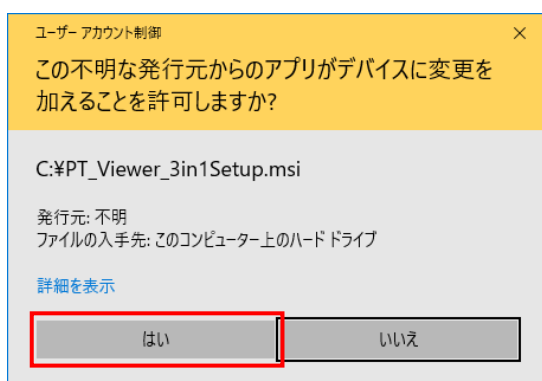 ユーザー アカウント制御
この不明な発行元からのアプリがデバイスに変更を
加えることを許可しますか?
C:¥PT_Viewer_3in1Setup.msi
発行元: 不明
ファイルの入手先: このコンピューター上のハード ドライブ
詳細を表示
はい
いいえ